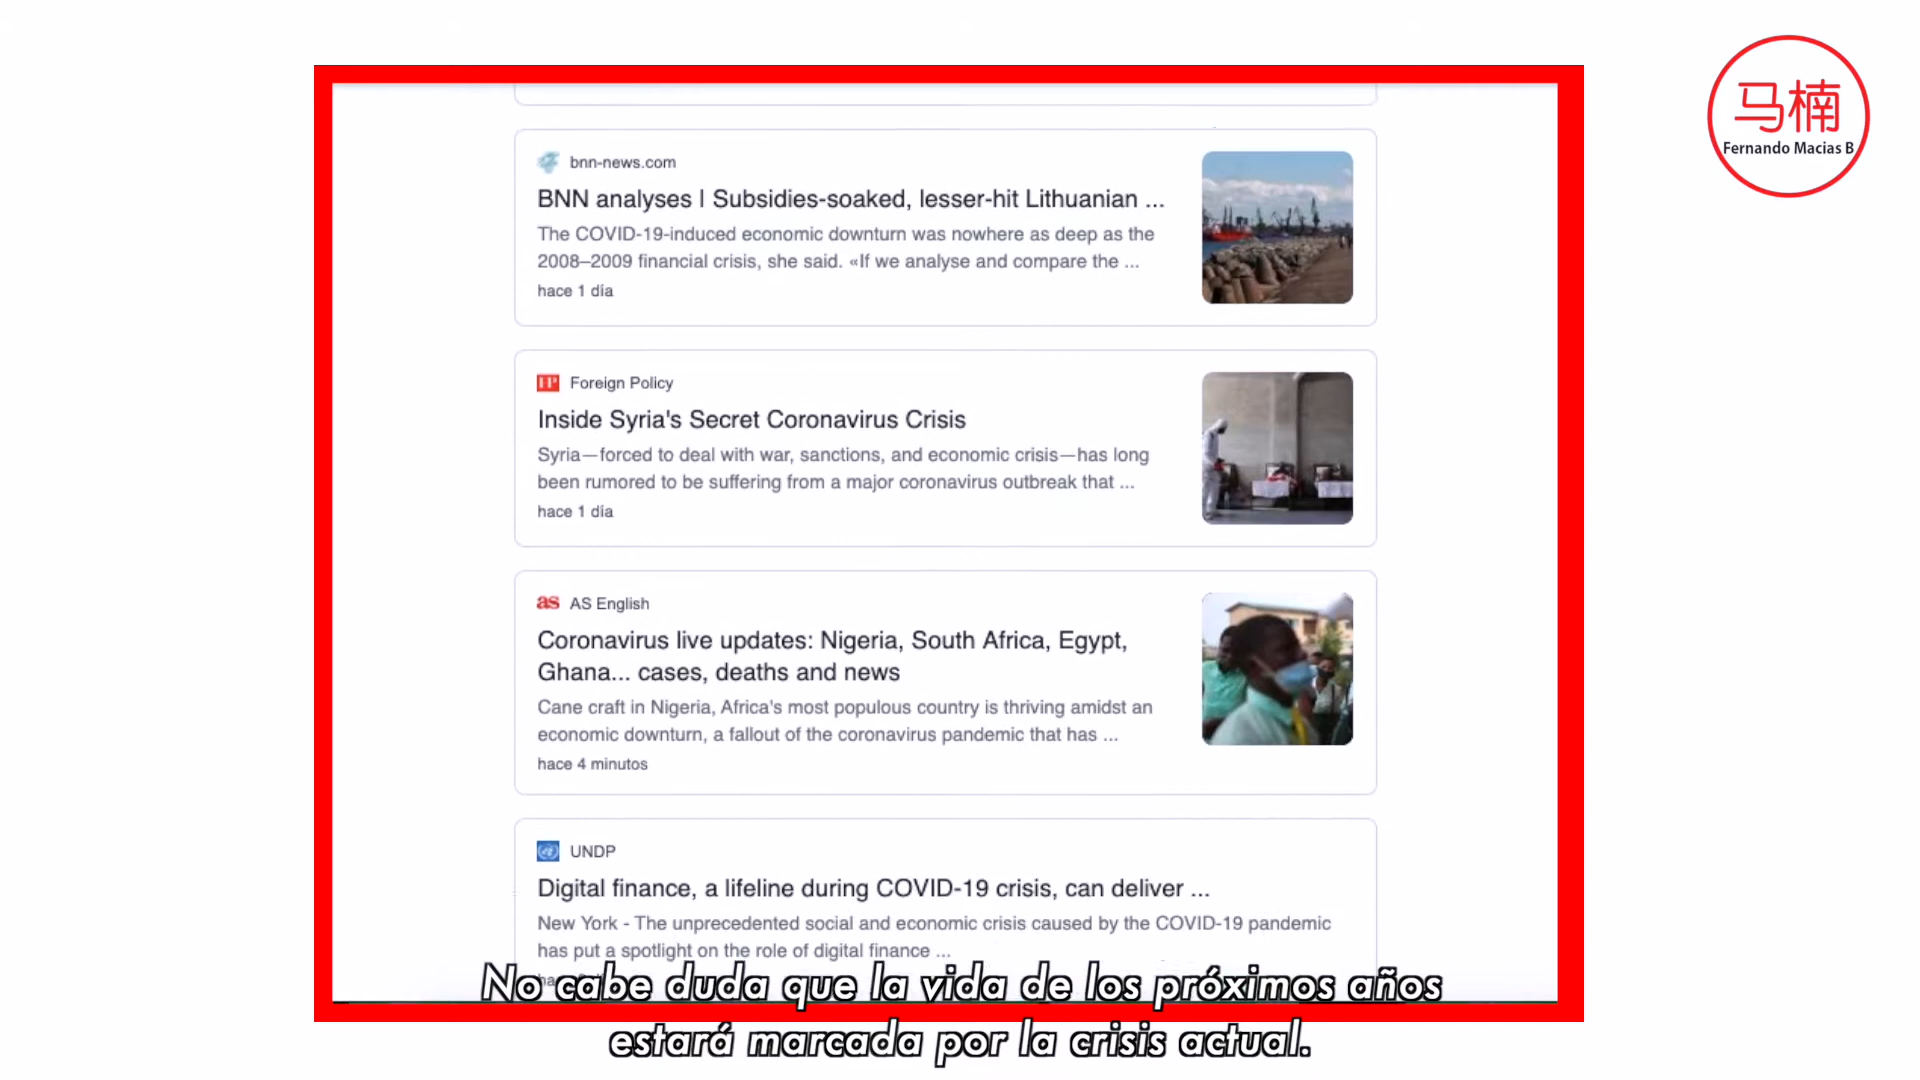 马楠
Fernando Macias B
bnn-news.com
BNN analyses | Subsidies-soaked, lesser-hit Lithuanian ...
The COVID-19-induced economic downturn was nowhere as deep as the
2008–2009 financial crisis, she said. «If we analyse and compare the ...
hace 1 día
FP Foreign Policy
Inside Syria's Secret Coronavirus Crisis
Syria—forced to deal with war, sanctions, and economic crisis—has long
been rumored to be suffering from a major coronavirus outbreak that ...
hace 1 día
as AS English
Coronavirus live updates: Nigeria, South Africa, Egypt,
Ghana... cases, deaths and news
Cane craft in Nigeria, Africa's most populous country is thriving amidst an
economic downturn, a fallout of the coronavirus pandemic that has ...
hace 4 minutos
UNDP
Digital finance, a lifeline during COVID-19 crisis, can deliver ...
New York - The unprecedented social and economic crisis caused by the COVID-19 pandemic
has put a spotlight on the role of digital finance ...
No cabe duda que la vida de los próximos años
estará marcada por la crisis actual.